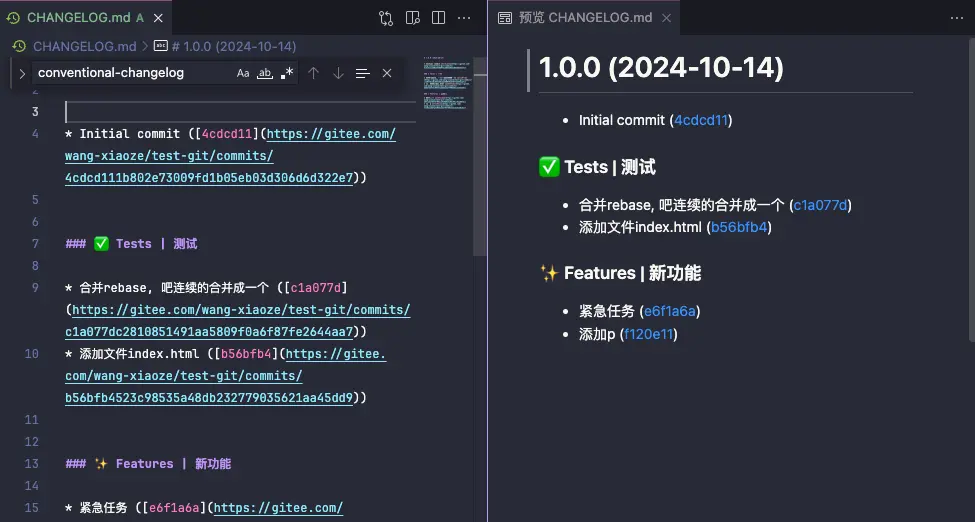 CHANGELOG.md A
预览 CHANGELOG.md
CHANGELOG.md > # 1.0.0 (2024-10-14)
conventional-changelog
Aa ab .*
2
3
4 * Initial commit ([4cdcd11](https://gitee.com/
wang-xiaoze/test-git/commits/
4cdcd111b802e73009fd1b05eb03d306d6d322e7))
5
6
7 ### ✅ Tests | 测试
8
9 * 合并rebase, 吧连续的合并成一个 ([c1a077d]
(https://gitee.com/wang-xiaoze/test-git/commits/
c1a077dc2810851491aa5809f0a6f87fe2644aa7))
10 * 添加文件index.html ([b56bfb4](https://gitee.
com/wang-xiaoze/test-git/commits/
b56bfb4523c98535a48db232779035621aa45dd9))
11
12
13 ### ✨ Features | 新功能
14
15 * 紧急任务 ([e6f1a6a](https://gitee.com/
1.0.0 (2024-10-14)
• Initial commit (4cdcd11)
✅ Tests | 测试
• 合并rebase, 吧连续的合并成一个 (c1a077d)
• 添加文件index.html (b56bfb4)
✨ Features | 新功能
• 紧急任务 (e6f1a6a)
• 添加p (f120e11)